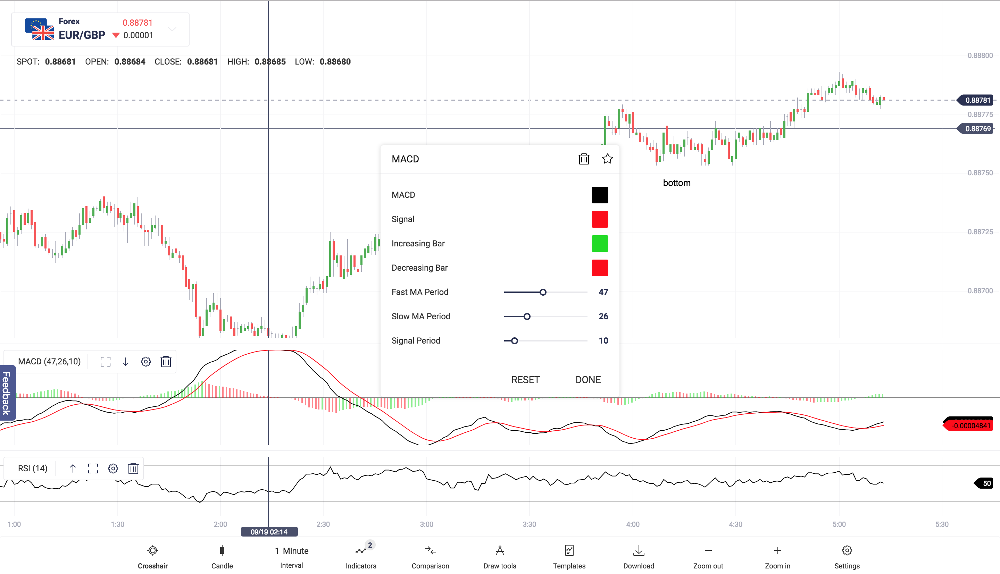 Forex
0.88781
EUR/GBP
0.00001
SPOT: 0.88681 OPEN: 0.88684 CLOSE: 0.88681 HIGH: 0.88685 LOW: 0.88680
0.88800
0.88781
0.88775
0.88769
0.88750
0.88725
0.88700
bottom
MACD
MACD
Signal
Increasing Bar
Decreasing Bar
Fast MA Period 47
Slow MA Period 26
Signal Period 10
RESET DONE
MACD (47,26,10)
Feedback
-0.00004841
RSI (14)
50
1:00 1:30 2:00 2:30 3:00 3:30 4:00 4:30 5:00 5:30
09/19 02:14
2
1 Minute
Crosshair Candle Interval Indicators Comparison Draw tools Templates Download Zoom out Zoom in Settings